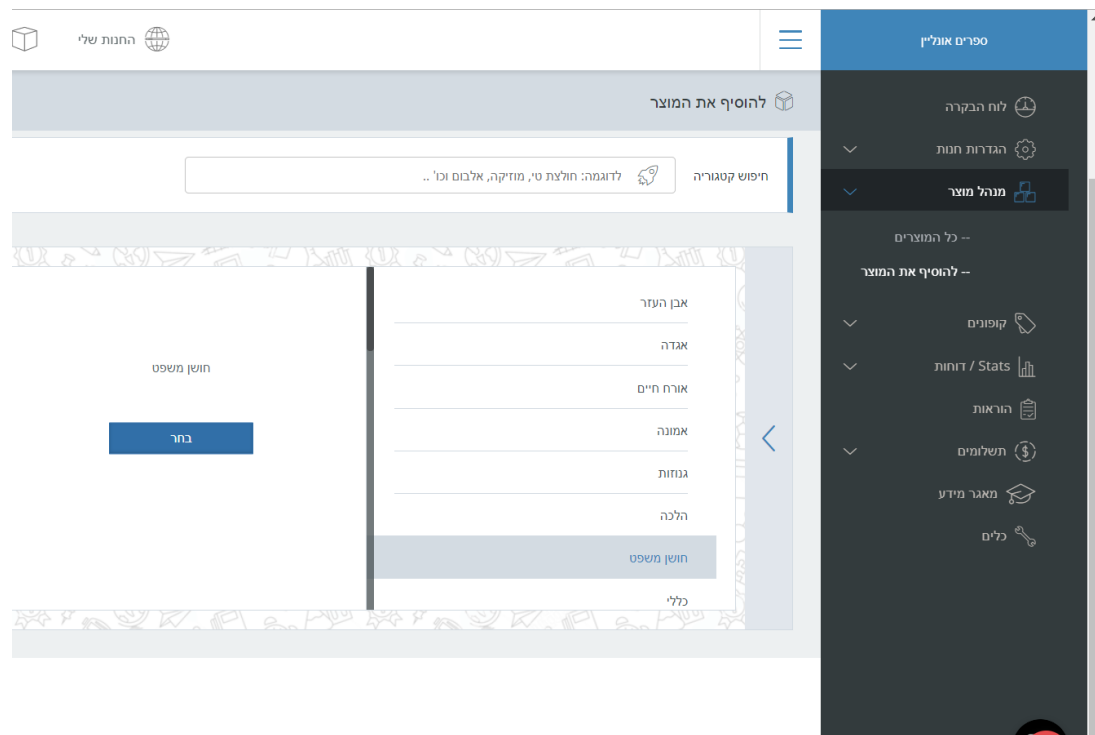 ספרים אונליין
החנות שלי
לוח הבקרה
הגדרות חנות
מנהל מוצר
-- כל המוצרים
-- להוסיף את המוצר
קופונים
Stats / דוחות
הוראות
תשלומים
מאגר מידע
כלים
להוסיף את המוצר
חיפוש קטגוריה
לדוגמה: חולצת טי, מוזיקה, אלבום וכו' ..
אבן העזר
אגדה
אורח חיים
אמונה
גנוזות
הלכה
חושן משפט
כללי
חושן משפט
בחר